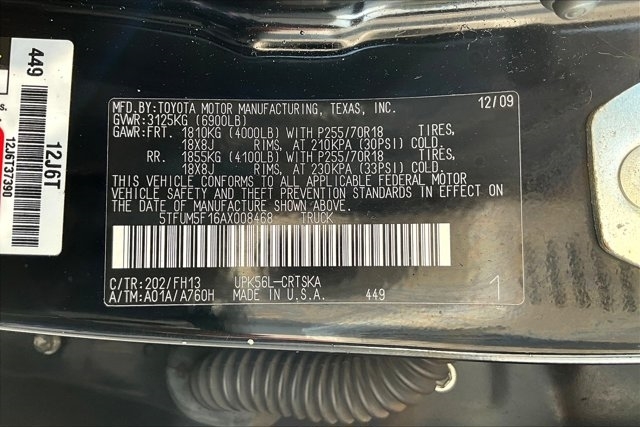 449
s.
12J6T37390
12J6T
MFD.BY:TOYOTA MOTOR MANUFACTURING, TEXAS, INC. 12/09
GVWR:3125KG (6900LB)
GAWR:FRT. 1810KG (4000LB) WITH P255/70R18 TIRES,
18X8J RIMS, AT 210KPA (30PSI) COLD.
RR. 1855KG (4100LB) WITH P255/70R18 TIRES,
18X8J RIMS, AT 230KPA (33PSI) COLD.
THIS VEHICLE CONFORMS TO ALL APPLICABLE FEDERAL MOTOR
VEHICLE SAFETY AND THEFT PREVENTION STANDARDS IN EFFECT ON
THE DATE OF MANUFACTURE SHOWN ABOVE.
5TFUM5F16AX008468 TRUCK
C/TR:202/FH13 UPK56L-CRTSKA
A/TM:A01A/A760H MADE IN U.S.A. 449 1